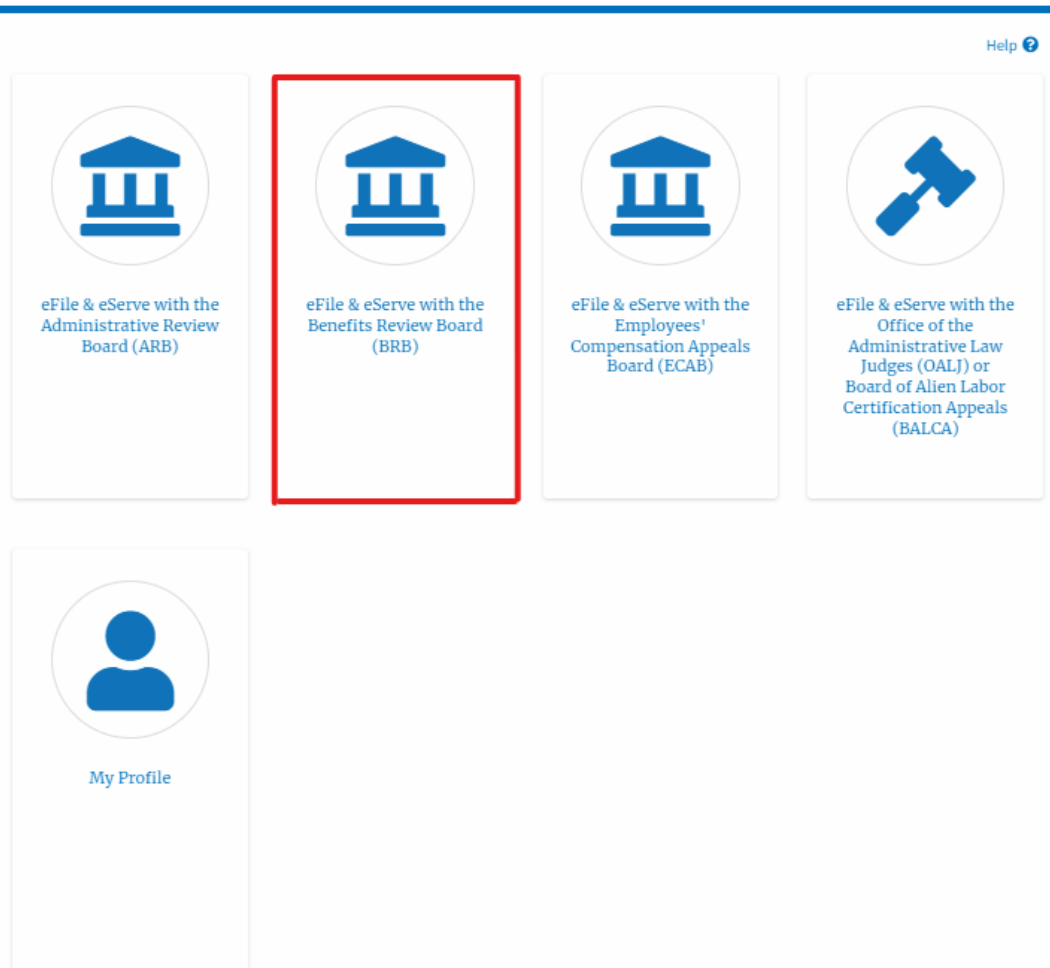 Help
eFile & eServe with the
Administrative Review
Board (ARB)
eFile & eServe with the
Benefits Review Board
(BRB)
eFile & eServe with the
Employees'
Compensation Appeals
Board (ECAB)
eFile & eServe with the
Office of the
Administrative Law
Judges (OALJ) or
Board of Alien Labor
Certification Appeals
(BALCA)
My Profile